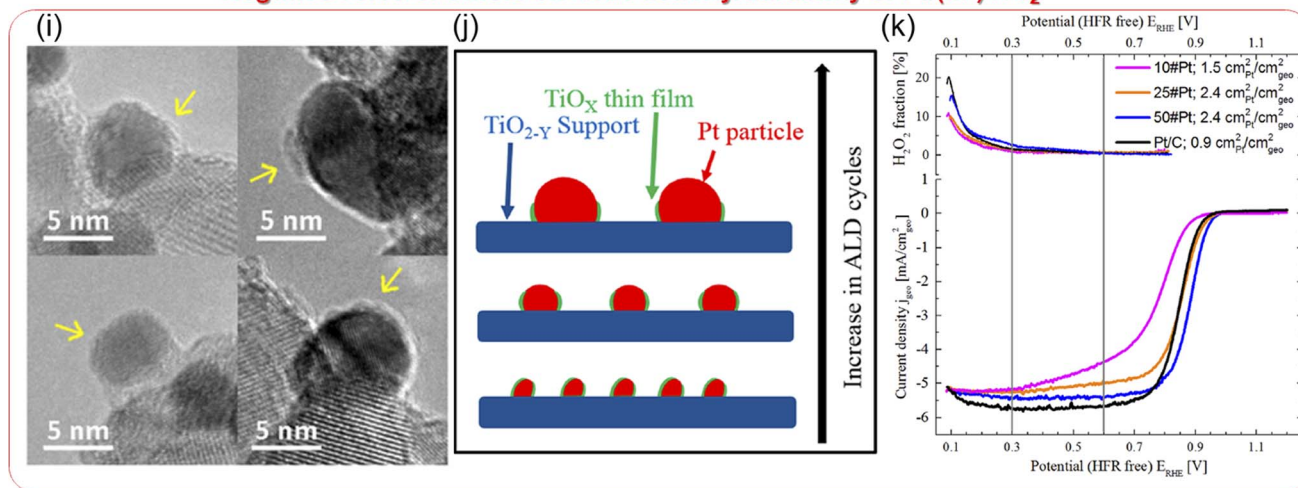 (i)
5 nm
5 nm
5 nm
5 nm
(j)
TiOX thin film
TiO2-Y Support
Pt particle
Increase in ALD cycles
(k)
Potential (HFR free) ERHE [V]
0.1 0.3 0.5 0.7 0.9 1.1
10#Pt; 1.5 cm2Pt/cm2geo
25#Pt; 2.4 cm2Pt/cm2geo
50#Pt; 2.4 cm2Pt/cm2geo
Pt/C; 0.9 cm2Pt/cm2geo
H2O2 fraction [%]
20
10
0
Current density jgeo [mA/cm2geo]
0
-1
-2
-3
-4
-5
-6
0.1 0.3 0.5 0.7 0.9 1.1
Potential (HFR free) ERHE [V]